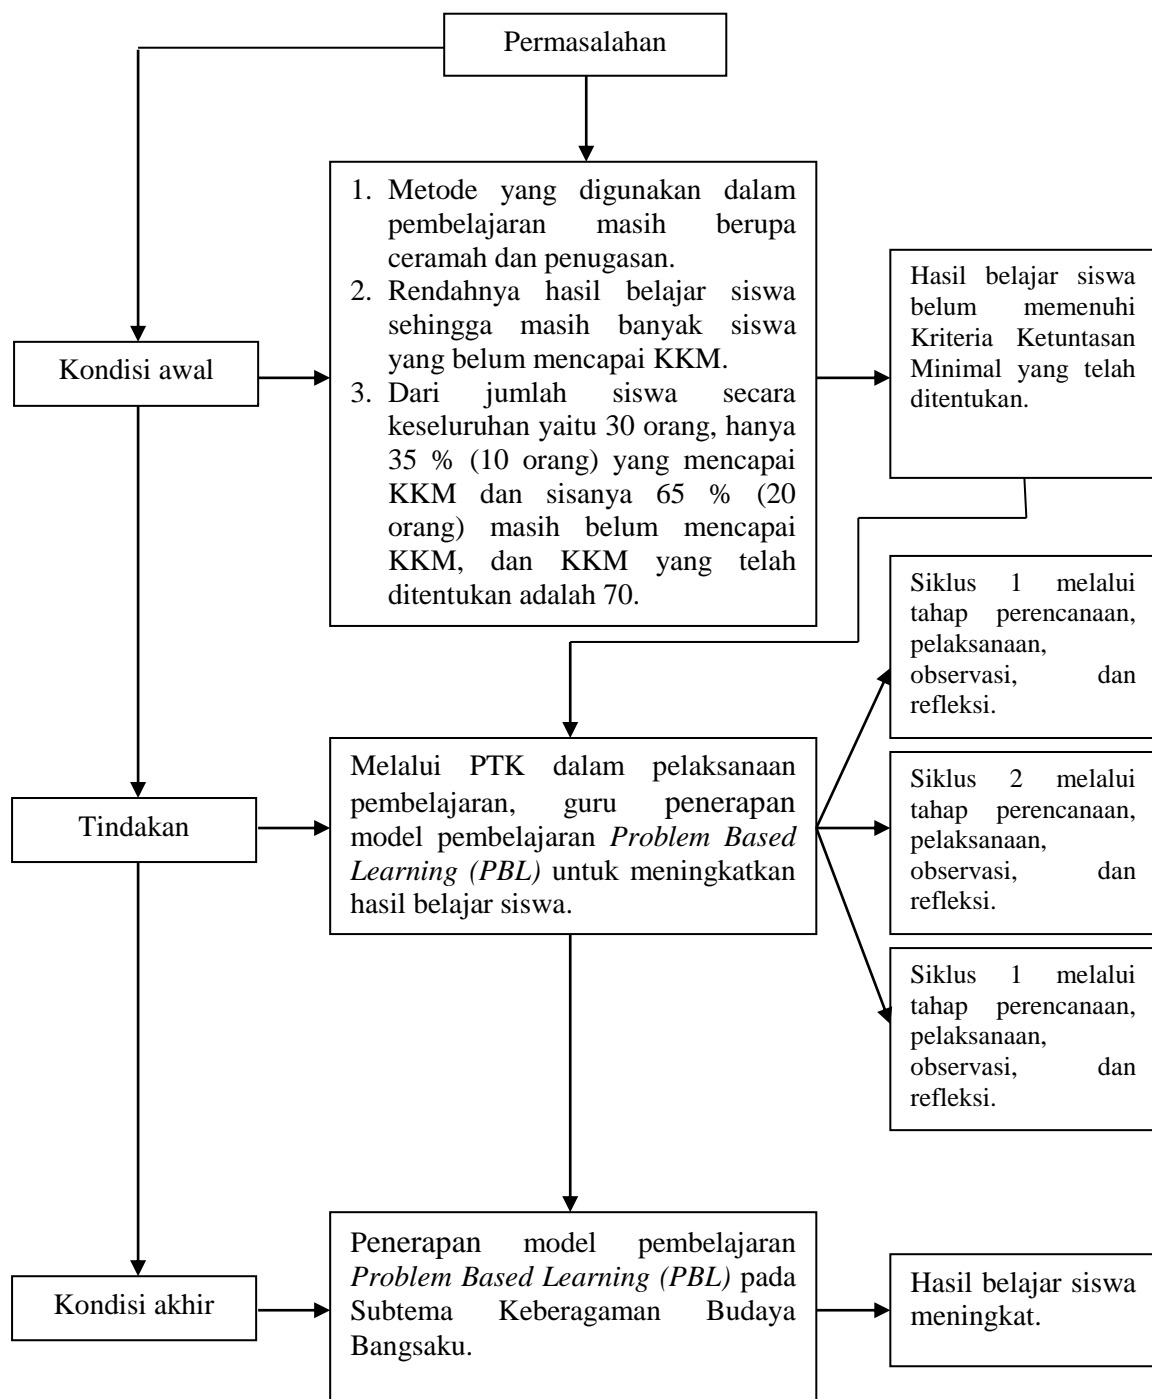 Permasalahan
1. Metode yang digunakan dalam
pembelajaran masih berupa
ceramah dan penugasan.
2. Rendahnya hasil belajar siswa
sehingga masih banyak siswa
yang belum mencapai KKM.
3. Dari jumlah siswa secara
keseluruhan yaitu 30 orang, hanya
35 % (10 orang) yang mencapai
KKM dan sisanya 65 % (20
orang) masih belum mencapai
KKM, dan KKM yang telah
ditentukan adalah 70.
Kondisi awal
Hasil belajar siswa
belum memenuhi
Kriteria Ketuntasan
Minimal yang telah
ditentukan.
Siklus 1 melalui
tahap perencanaan,
pelaksanaan,
observasi, dan
refleksi.
Tindakan
Melalui PTK dalam pelaksanaan
pembelajaran, guru penerapan
model pembelajaran Problem Based
Learning (PBL) untuk meningkatkan
hasil belajar siswa.
Siklus 2 melalui
tahap perencanaan,
pelaksanaan,
observasi, dan
refleksi.
Siklus 1 melalui
tahap perencanaan,
pelaksanaan,
observasi, dan
refleksi.
Kondisi akhir
Penerapan model pembelajaran
Problem Based Learning (PBL) pada
Subtema Keberagaman Budaya
Bangsaku.
Hasil belajar siswa
meningkat.